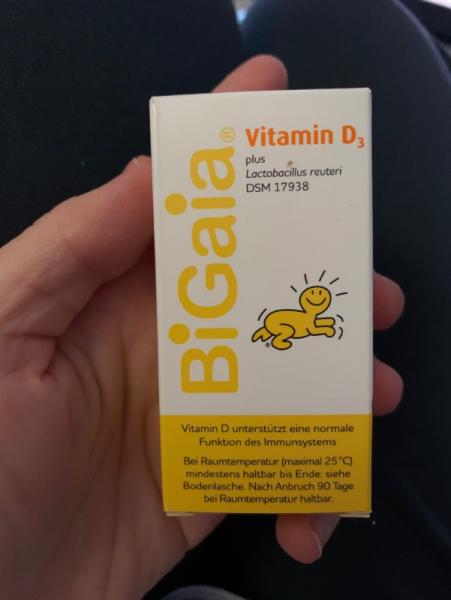 BiGaia®
Vitamin D3
plus
Lactobacillus reuteri
DSM 17938
®
Vitamin D unterstützt eine normale
Funktion des Immunsystems
Bei Raumtemperatur (maximal 25°C)
mindestens haltbar bis Ende: siehe
Bodenlasche. Nach Anbruch 90 Tage
bei Raumtemperatur haltbar.